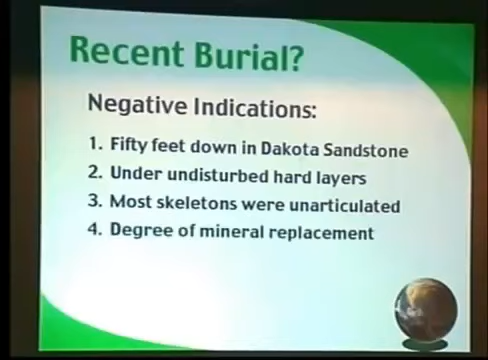 Recent Burial?
Negative Indications:
1. Fifty feet down in Dakota Sandstone
2. Under undisturbed hard layers
3. Most skeletons were unarticulated
4. Degree of mineral replacement